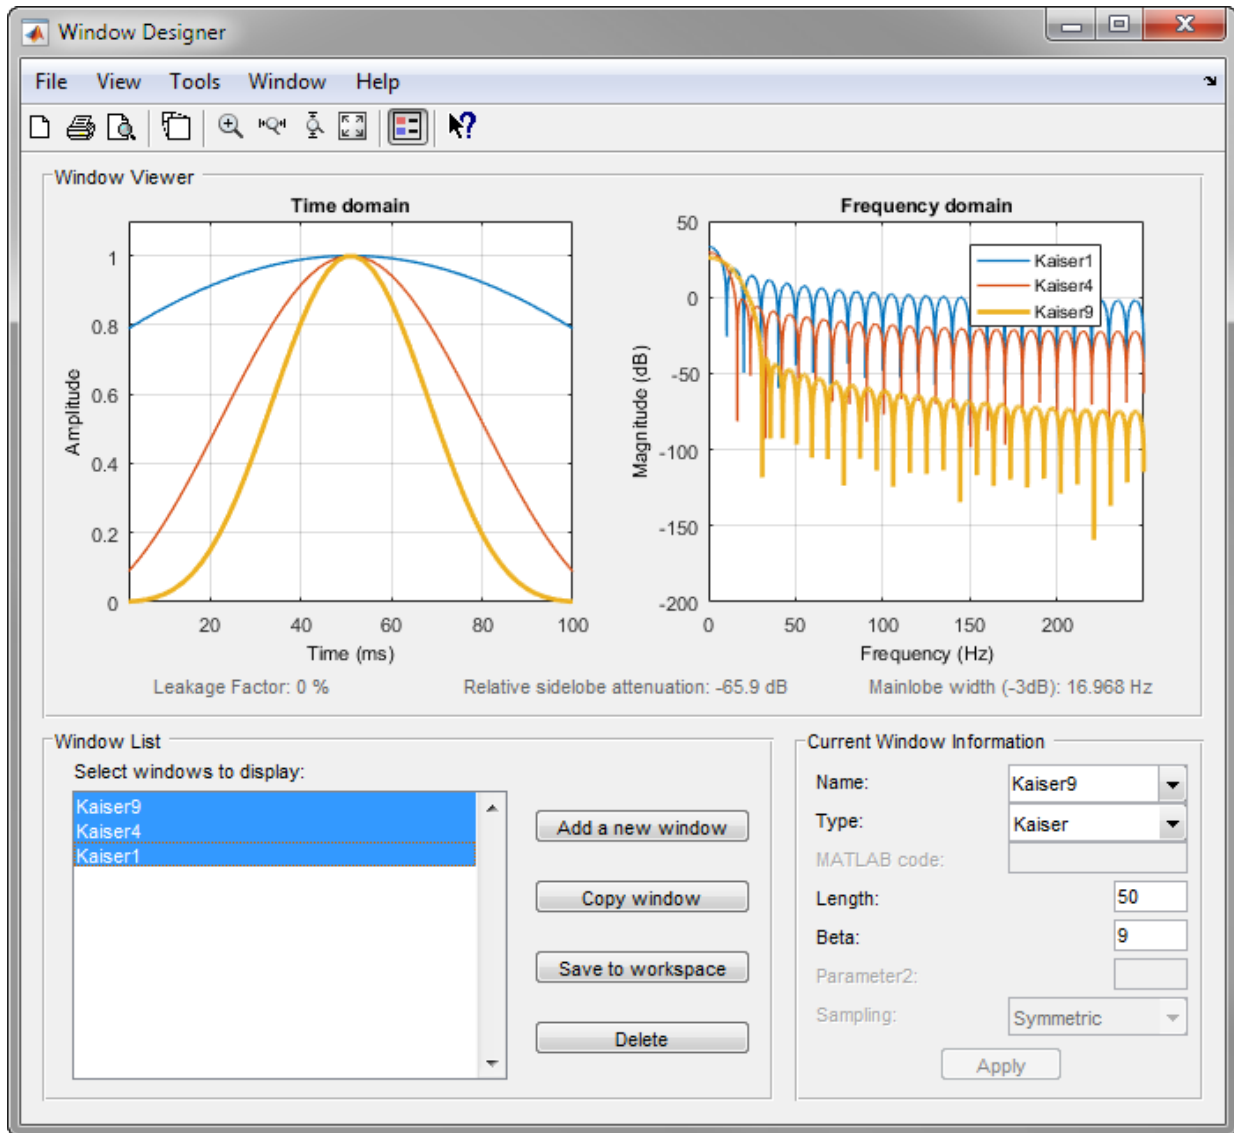 Window Designer
File View Tools Window Help
Window Viewer
Time domain
Amplitude
1
0.8
0.6
0.4
0.2
0
20 40 60 80 100
Time (ms)
Frequency domain
Magnitude (dB)
50
0
-50
-100
-150
-200
Kaiser1
Kaiser4
Kaiser9
0 50 100 150 200
Frequency (Hz)
Leakage Factor: 0 % Relative sidelobe attenuation: -65.9 dB Mainlobe width (-3dB): 16.968 Hz
Window List
Select windows to display:
Kaiser9
Kaiser4
Kaiser1
Add a new window
Copy window
Save to workspace
Delete
Current Window Information
Name: Kaiser9
Type: Kaiser
MATLAB code:
Length: 50
Beta: 9
Parameter2:
Sampling: Symmetric
Apply